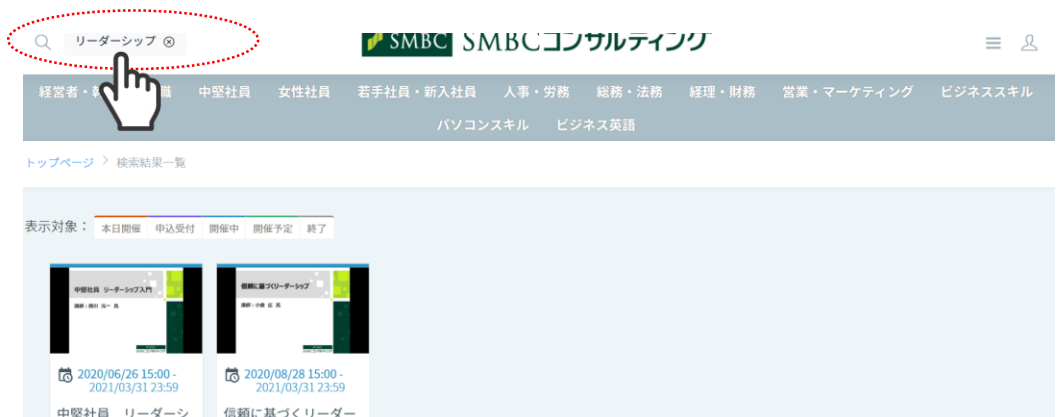 リーダーシップ ⊗
SMBC SMBCコンサルティング
経営者・ 職 中堅社員 女性社員 若手社員・新入社員 人事・労務 総務・法務 経理・財務 営業・マーケティング ビジネススキル
パソコンスキル ビジネス英語
トップページ > 検索結果一覧
表示対象： 本日開催 申込受付 開催中 開催予定 終了
中堅社員 リーダーシップ入門
信頼に基づくリーダーシップ
2020/06/26 15:00 -
2021/03/31 23:59
中堅社員 リーダーシ
2020/08/28 15:00 -
2021/03/31 23:59
信頼に基づくリーダー